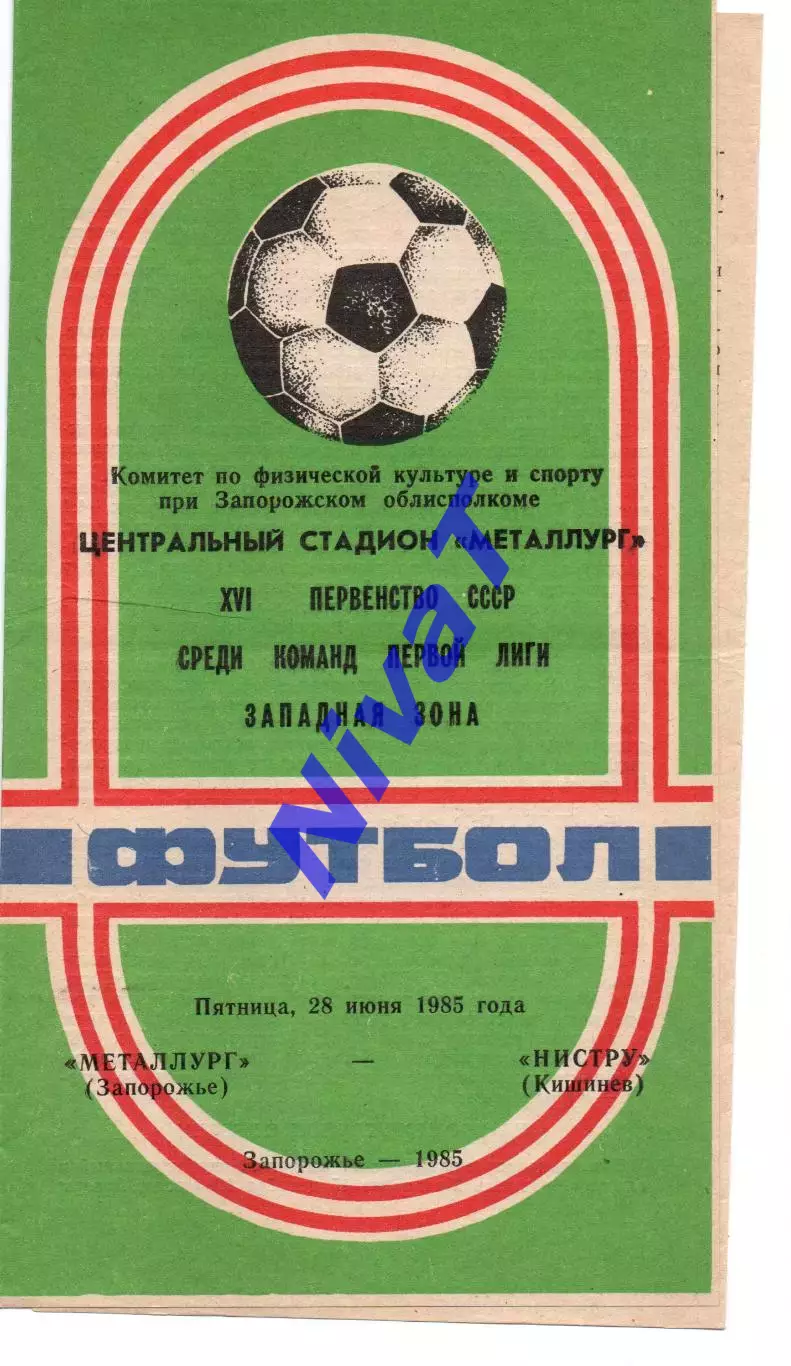 Комитет по физической культуре и спорту
при Запорожском облисполкоме
ЦЕНТРАЛЬНЫЙ СТАДИОН «МЕТАЛЛУРГ»
XVI ПЕРВЕНСТВО СССР
СРЕДИ КОМАНД ПЕРВОЙ ЛИГИ
ЗАПАДНАЯ ЗОНА
ФУТБОЛ
Пятница, 28 июня 1985 года
«МЕТАЛЛУРГ» — «НИСТРУ»
(Запорожье) (Кишинев)
Запорожье — 1985
NivaT